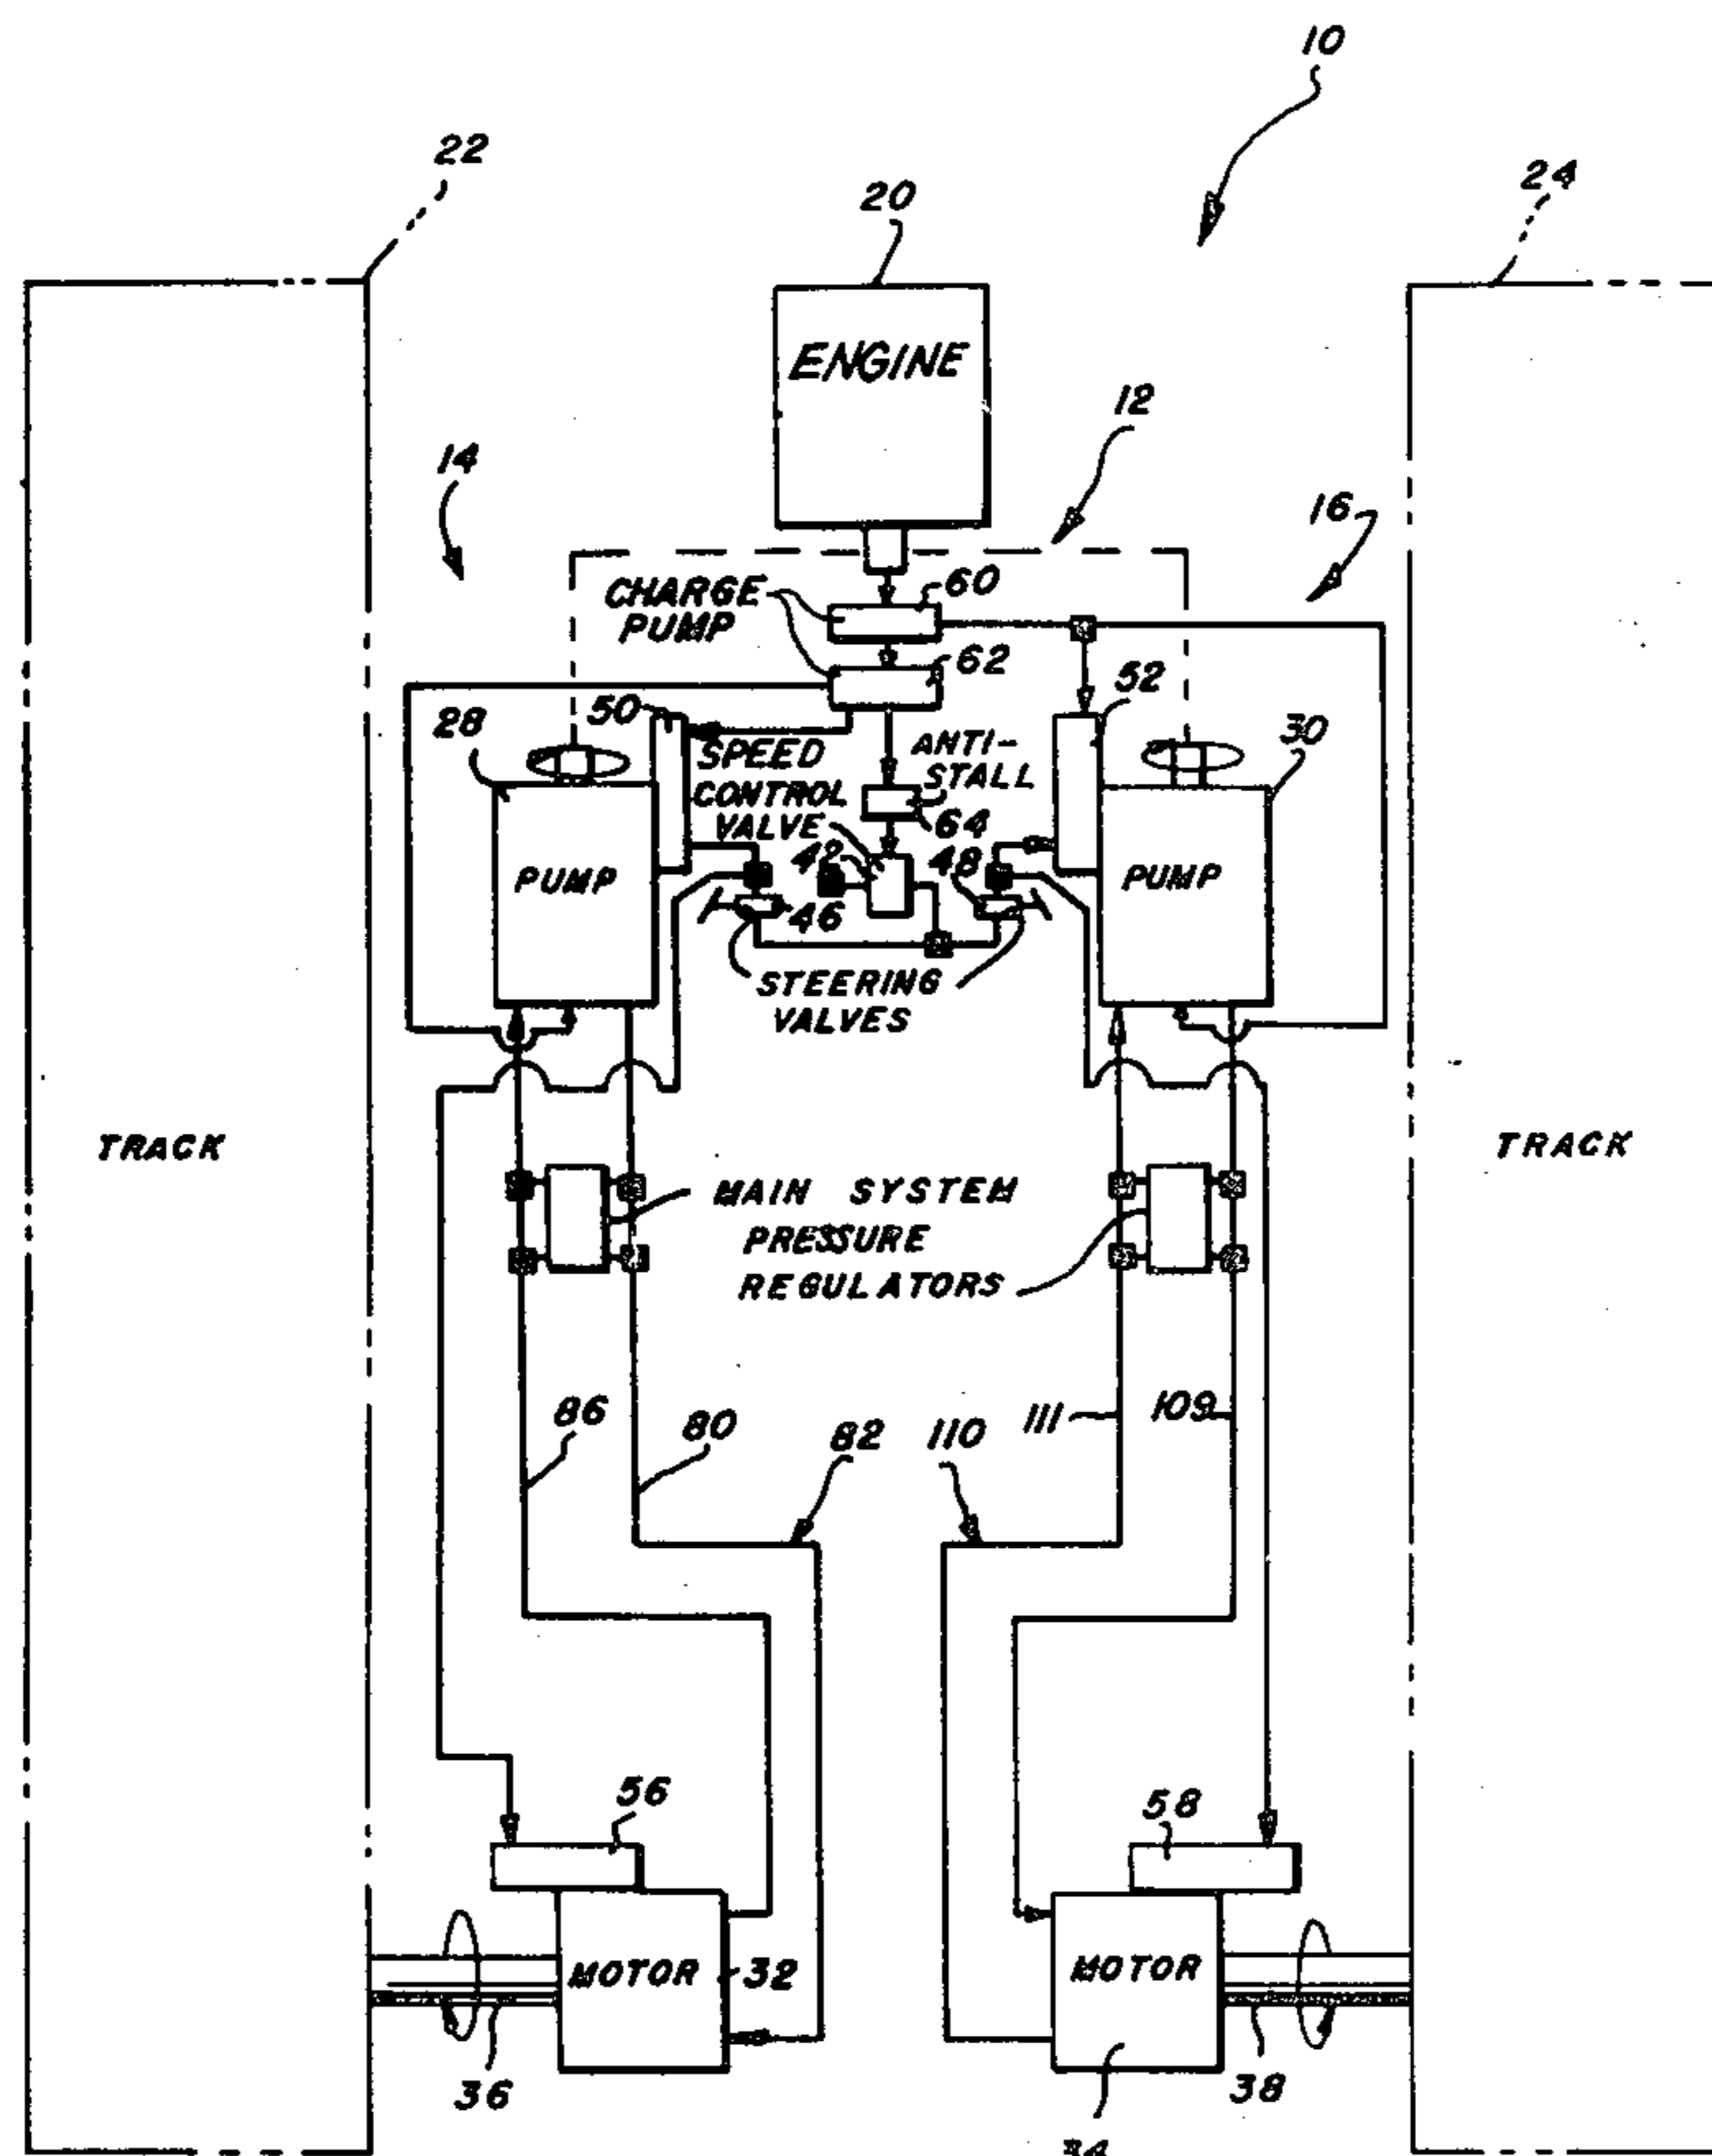 10
22
24
20
ENGINE
12
14
16
CHARGE
PUMP
60
62
50
52
28
30
SPEED
CONTROL
VALVE
ANTI-
STALL
64
42
48
46
PUMP
PUMP
STEERING
VALVES
TRACK
TRACK
MAIN SYSTEM
PRESSURE
REGULATORS
86
80
82
110
111
109
56
58
MOTOR
32
MOTOR
36
38
34